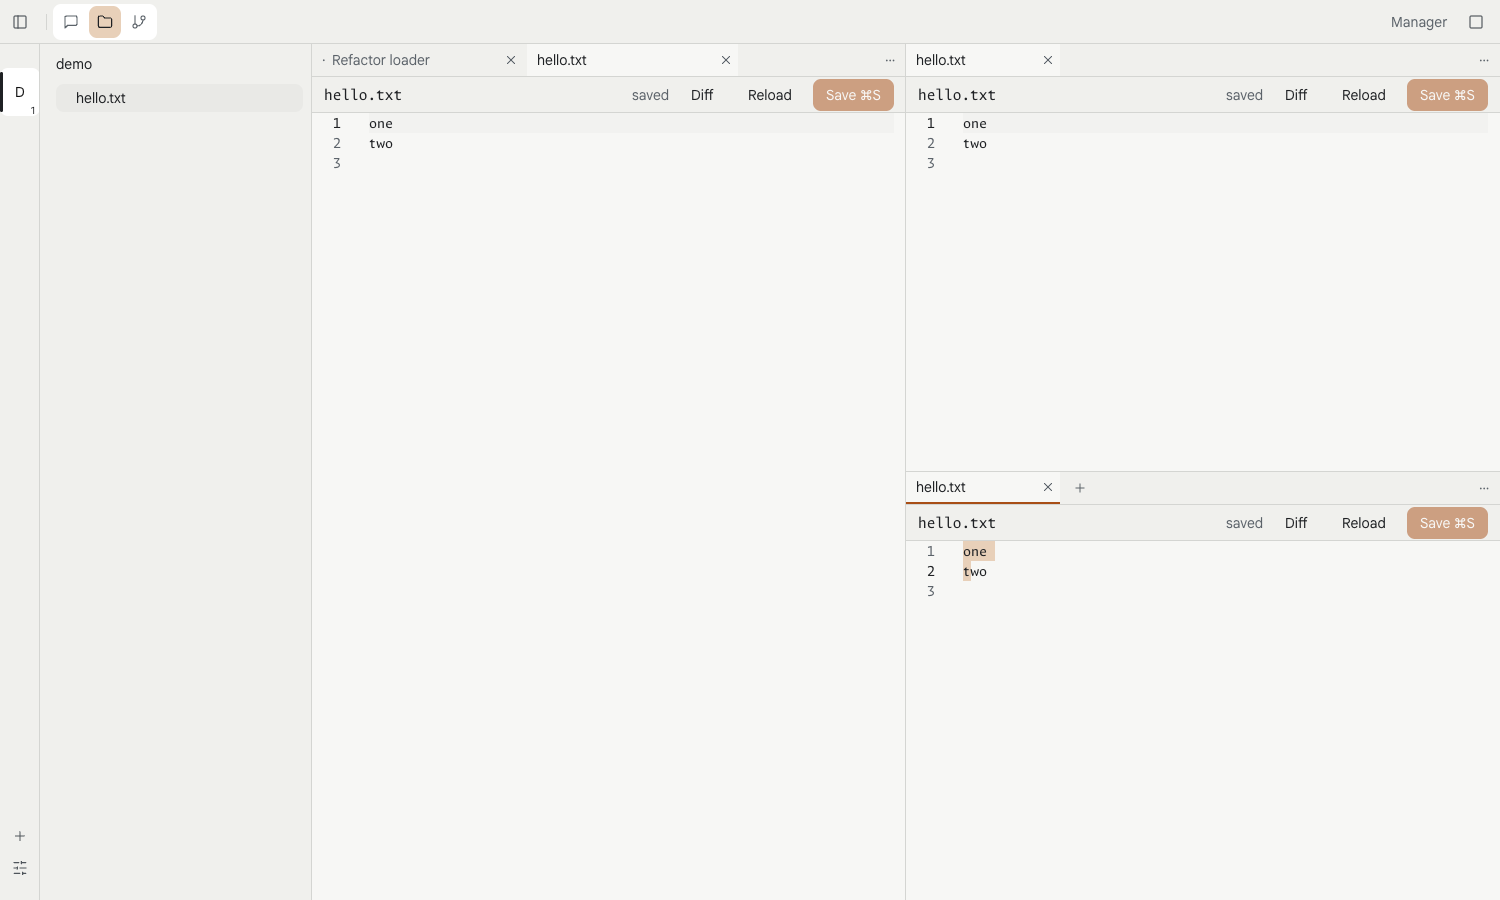 Manager
D
1
demo
hello.txt
· Refactor loader
hello.txt
hello.txt saved Diff Reload Save ⌘S
1 one
2 two
3
hello.txt
hello.txt saved Diff Reload Save ⌘S
1 one
2 two
3
hello.txt
hello.txt saved Diff Reload Save ⌘S
1 one
2 two
3